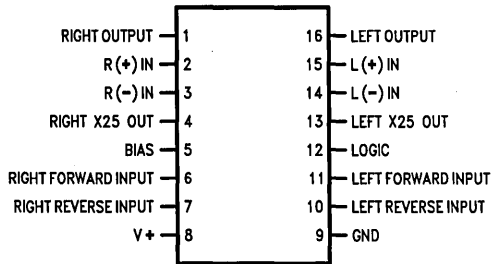 RIGHT OUTPUT 1 16 LEFT OUTPUT
R (+) IN 2 15 L (+) IN
R (-) IN 3 14 L (-) IN
RIGHT X25 OUT 4 13 LEFT X25 OUT
BIAS 5 12 LOGIC
RIGHT FORWARD INPUT 6 11 LEFT FORWARD INPUT
RIGHT REVERSE INPUT 7 10 LEFT REVERSE INPUT
V+ 8 9 GND